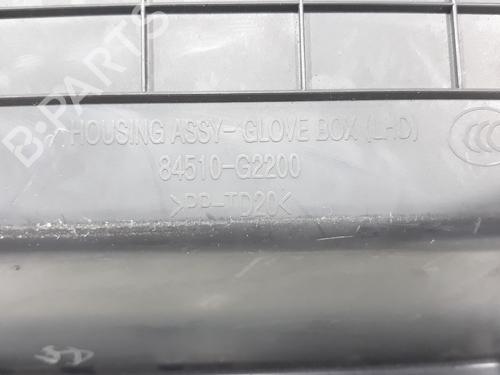 HOUSING ASSY-GLOVE BOX (LHD)
84510-G2200
>PP-TD20<
B-PARTS